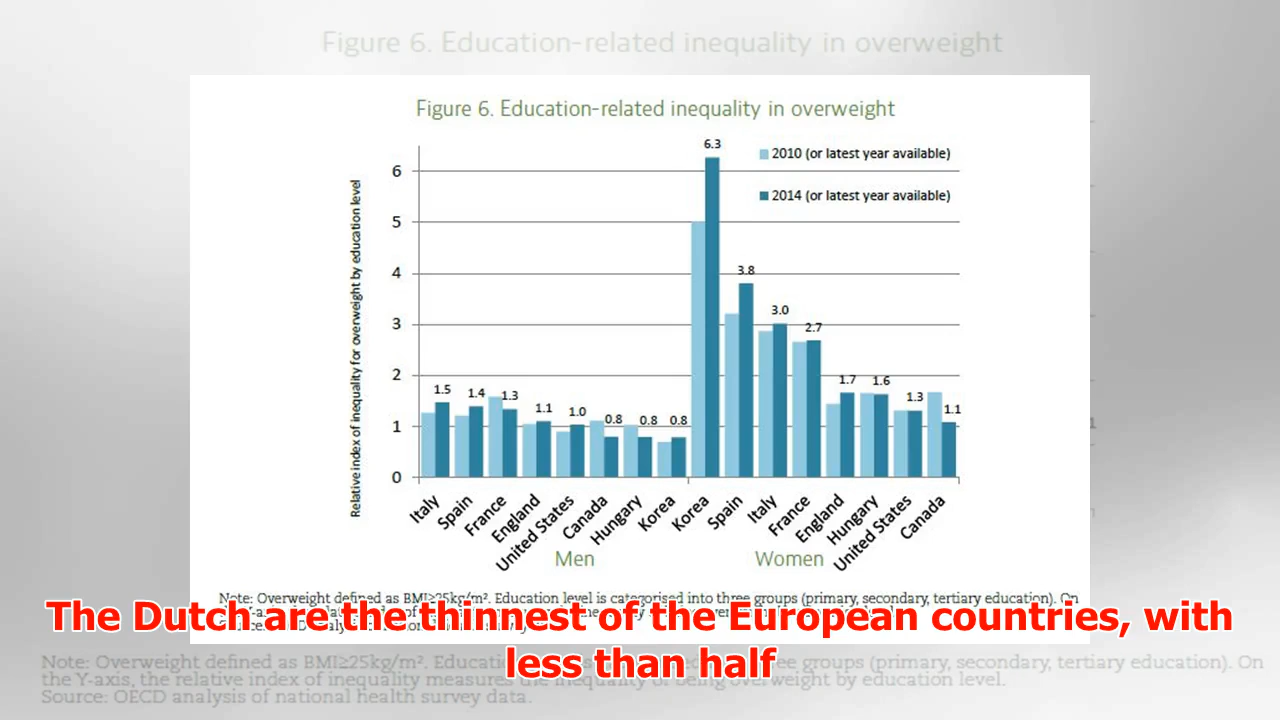 Figure 6. Education-related inequality in overweight
Figure 6. Education-related inequality in overweight
6.3
2010 (or latest year available)
2014 (or latest year available)
Relative index of inequality for overweight by education level
6
5
4
3
2
1
0
1.5
1.4
1.3
1.1
1.0
0.8
0.8
0.8
3.8
3.0
2.7
1.7
1.6
1.3
1.1
Italy
Spain
France
England
United States
Canada
Hungary
Korea
Korea
Spain
Italy
France
England
Hungary
United States
Canada
Men
Women
Note: Overweight defined as BMI≥25kg/m². Education level is categorised into three groups (primary, secondary, tertiary education). On
The Dutch are the thinnest of the European countries, with
less than half
Note: Overweight defined as BMI≥25kg/m². three groups (primary, secondary, tertiary education). On
the Y-axis, the relative index of inequality measures the inequality of being overweight by education level.
Source: OECD analysis of national health survey data.